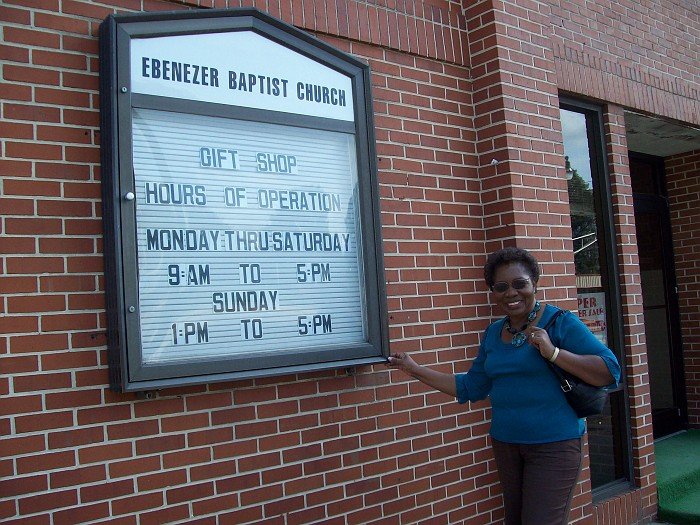 EBENEZER BAPTIST CHURCH
GIFT SHOP
HOURS OF OPERATION
MONDAY THRU SATURDAY
9:AM TO 5:PM
SUNDAY
1:PM TO 5:PM